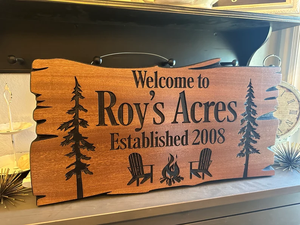 Welcome to
Roy's Acres
Established 2008